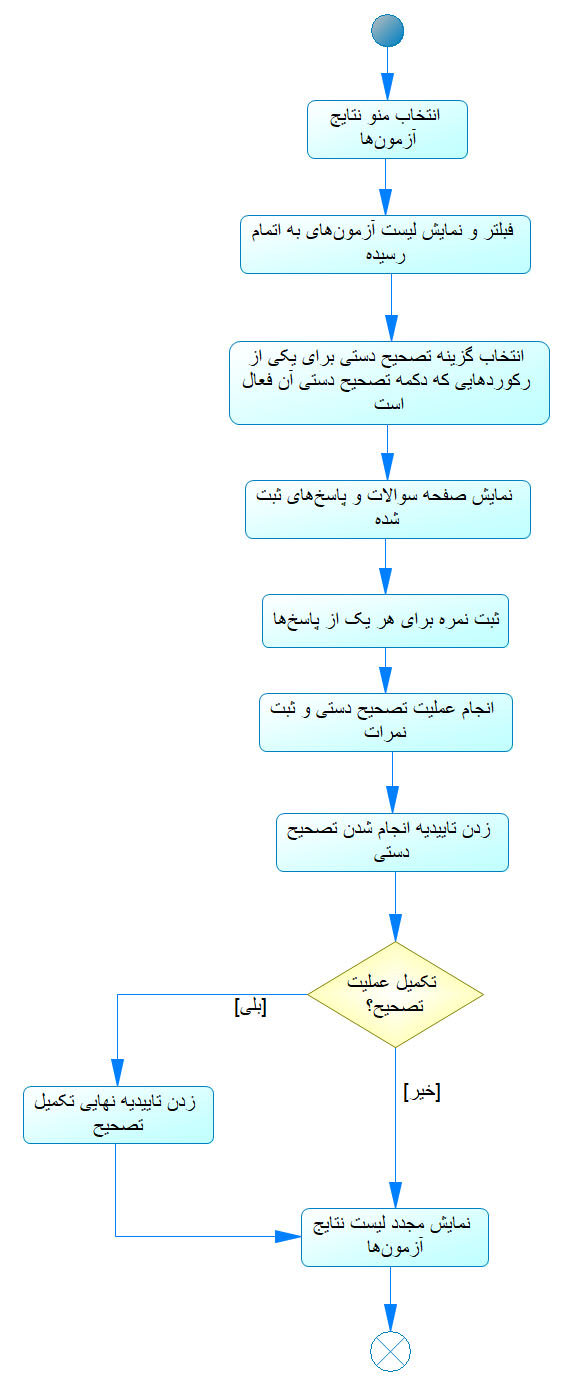 انتخاب منو نتایج
آزمون‌ها
فیلتر و نمایش لیست آزمون‌های به اتمام
رسیده
انتخاب گزینه تصحیح دستی برای یکی از
رکوردهایی که دکمه تصحیح دستی آن فعال
است
نمایش صفحه سوالات و پاسخ‌های ثبت
شده
ثبت نمره برای هر یک از پاسخ‌ها
انجام عملیت تصحیح دستی و ثبت
نمرات
زدن تاییدیه انجام شدن تصحیح
دستی
تکمیل عملیت
تصحیح؟
[بلی]
[خیر]
زدن تاییدیه نهایی تکمیل
تصحیح
نمایش مجدد لیست نتایج
آزمون‌ها